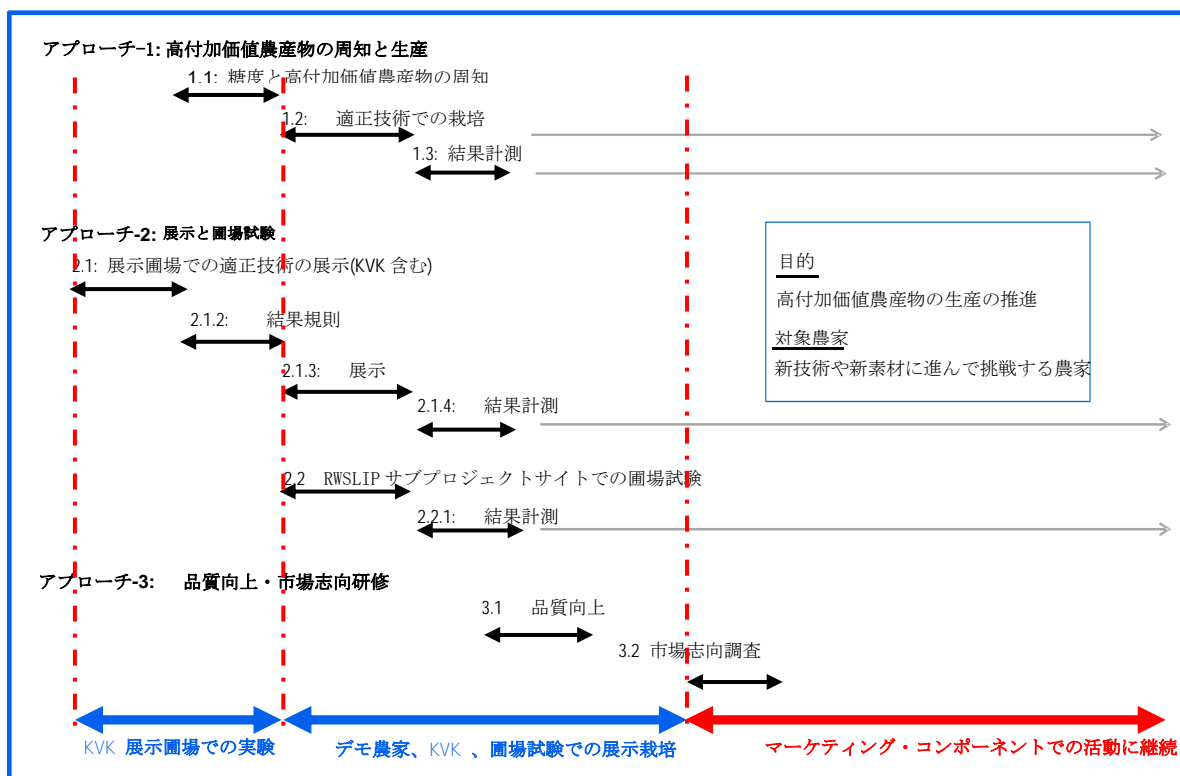 アプローチ-1: 高付加価値農産物の周知と生産
1.1: 糖度と高付加価値農産物の周知
1.2: 適正技術での栽培
1.3: 結果計測
アプローチ-2: 展示と圃場試験
2.1: 展示圃場での適正技術の展示(KVK 含む)
目的
高付加価値農産物の生産の推進
2.1.2: 結果規則
対象農家
新技術や新素材に進んで挑戦する農家
2.1.3: 展示
2.1.4: 結果計測
2.2 RWSLIP サブプロジェクトサイトでの圃場試験
2.2.1: 結果計測
アプローチ-3: 品質向上・市場志向研修
3.1 品質向上
3.2 市場志向調査
KVK 展示圃場での実験
デモ農家、KVK 、圃場試験での展示栽培
マーケティング・コンポーネントでの活動に継続